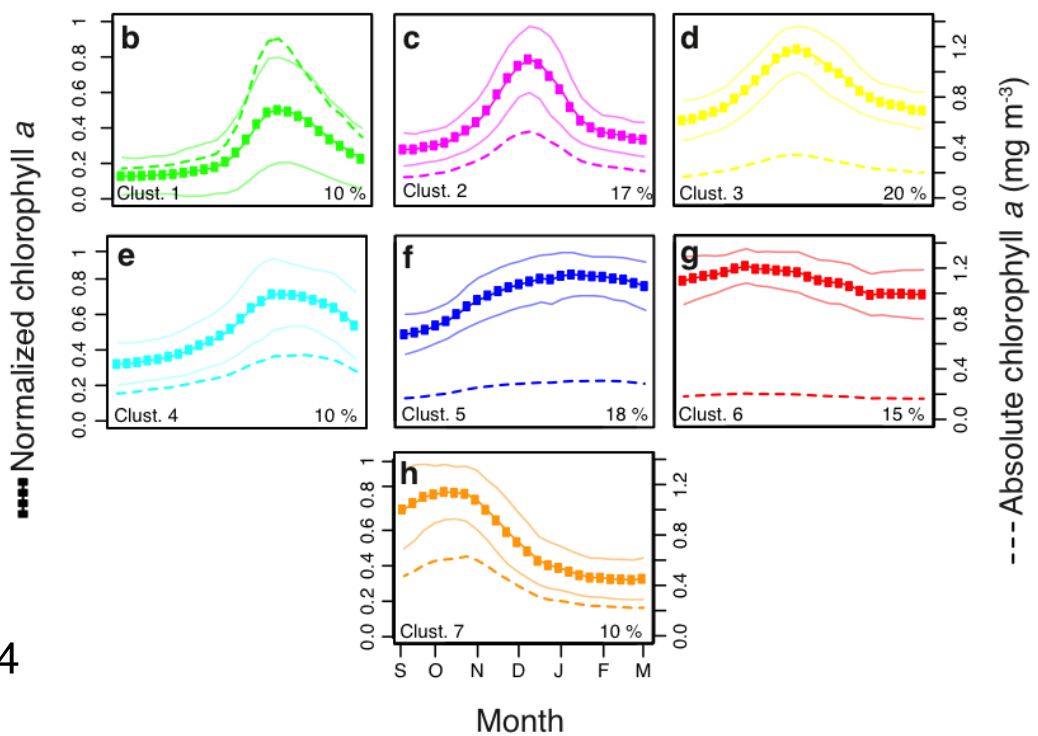 b
c
d
Clust. 1 10 %
Clust. 2 17 %
Clust. 3 20 %
0.0 0.2 0.4 0.6 0.8 1
0.0 0.4 0.8 1.2
e
f
g
Clust. 4 10 %
Clust. 5 18 %
Clust. 6 15 %
0.0 0.2 0.4 0.6 0.8 1
0.0 0.4 0.8 1.2
h
Clust. 7 10 %
0.0 0.2 0.4 0.6 0.8 1
0.0 0.4 0.8 1.2
S O N D J F M
Month
Normalized chlorophyll a
Absolute chlorophyll a (mg m-3)
4